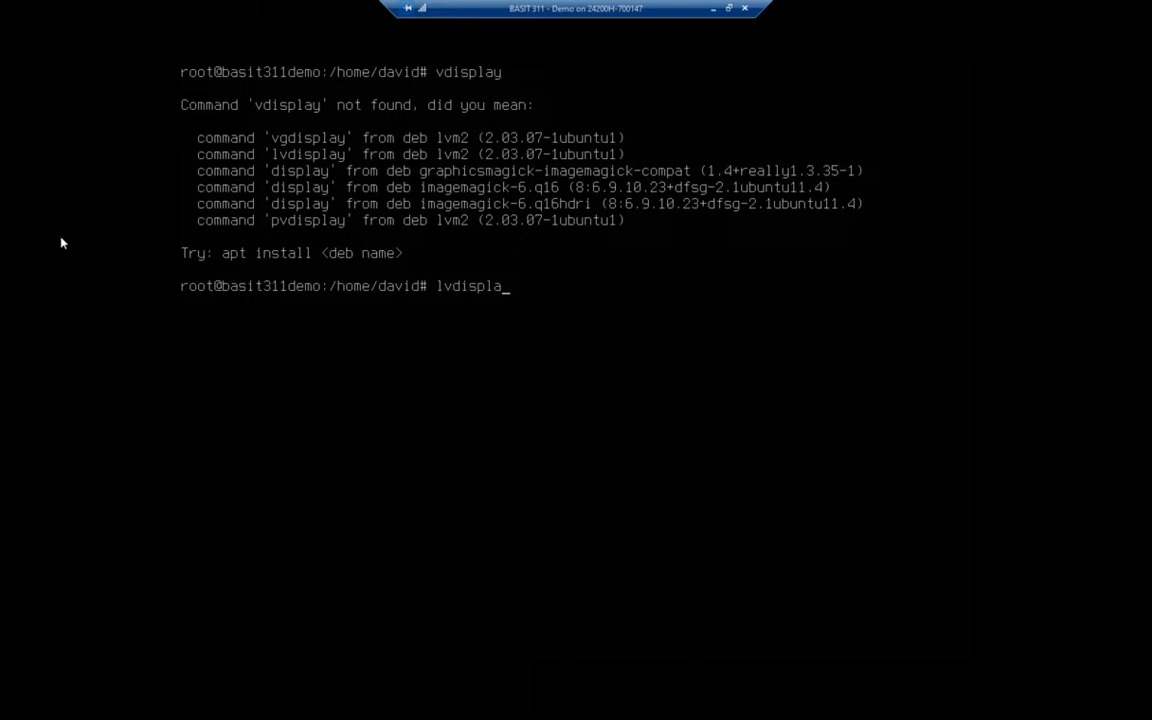 BASIT 311 - Demo on 24200H-700147
root@basit311demo:/home/david# vdisplay
Command 'vdisplay' not found, did you mean:
command 'vgdisplay' from deb lvm2 (2.03.07-1ubuntu1)
command 'lvdisplay' from deb lvm2 (2.03.07-1ubuntu1)
command 'display' from deb graphicsmagick-imagemagick-compat (1.4+really1.3.35-1)
command 'display' from deb imagemagick-6.q16 (8:6.9.10.23+dfsg-2.1ubuntu11.4)
command 'display' from deb imagemagick-6.q16hdri (8:6.9.10.23+dfsg-2.1ubuntu11.4)
command 'pvdisplay' from deb lvm2 (2.03.07-1ubuntu1)
Try: apt install <deb name>
root@basit311demo:/home/david# lvdispla_